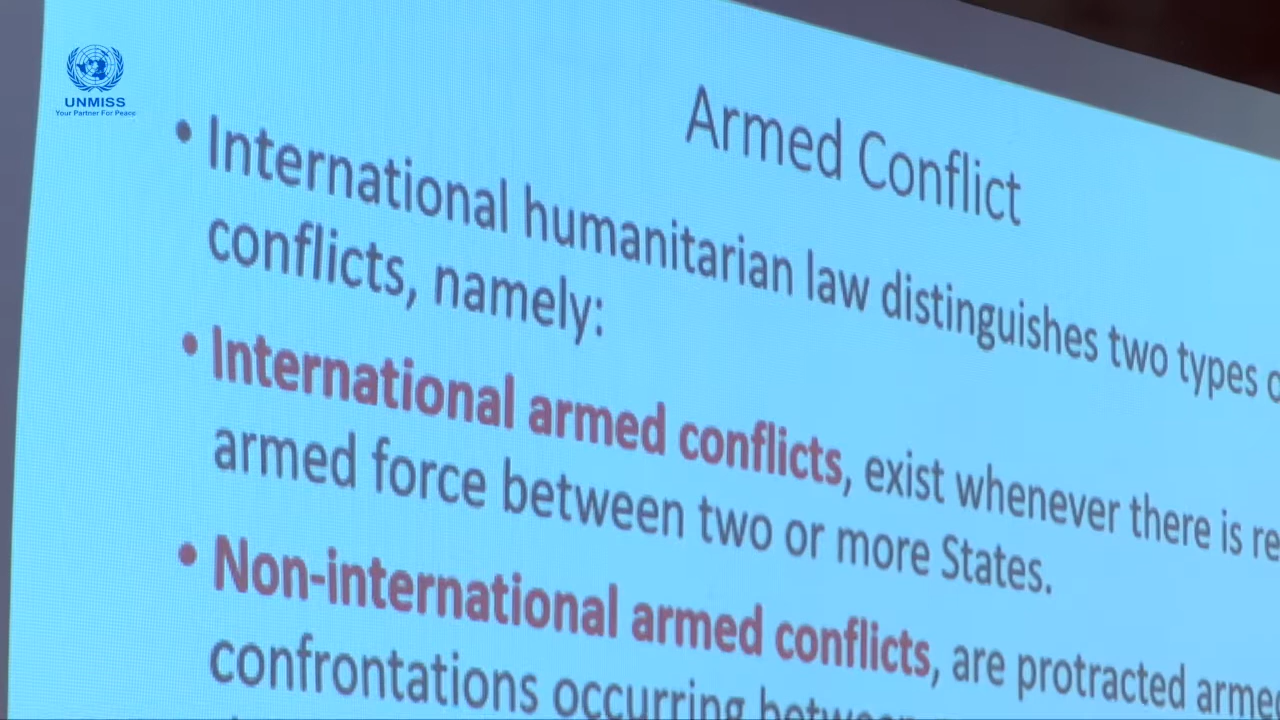 UNMISS
Your Partner For Peace
Armed Conflict
• International humanitarian law distinguishes two types
conflicts, namely:
• International armed conflicts, exist whenever there is
armed force between two or more States.
• Non-international armed conflicts, are protracted
confrontations occurring